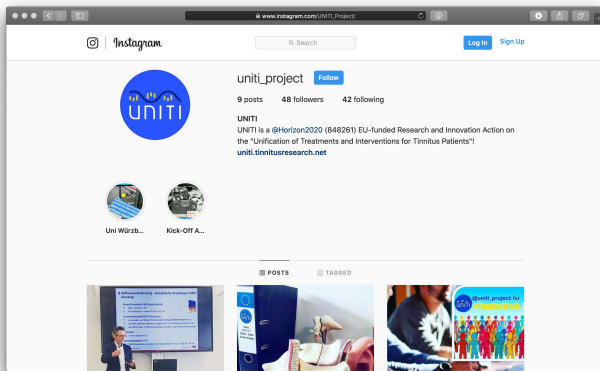 www.instagram.com/UNITI_Project/
Instagram
Search
Log In
Sign Up
UNITI
uniti_project
Follow
9 posts 48 followers 42 following
UNITI
UNITI is a @Horizon2020 (848261) EU-funded Research and Innovation Action on
the "Unification of Treatments and Interventions for Tinnitus Patients"!
uniti.tinnitusresearch.net
Uni Würzb...
Kick-Off A...
POSTS
TAGGED
@uniti_project for